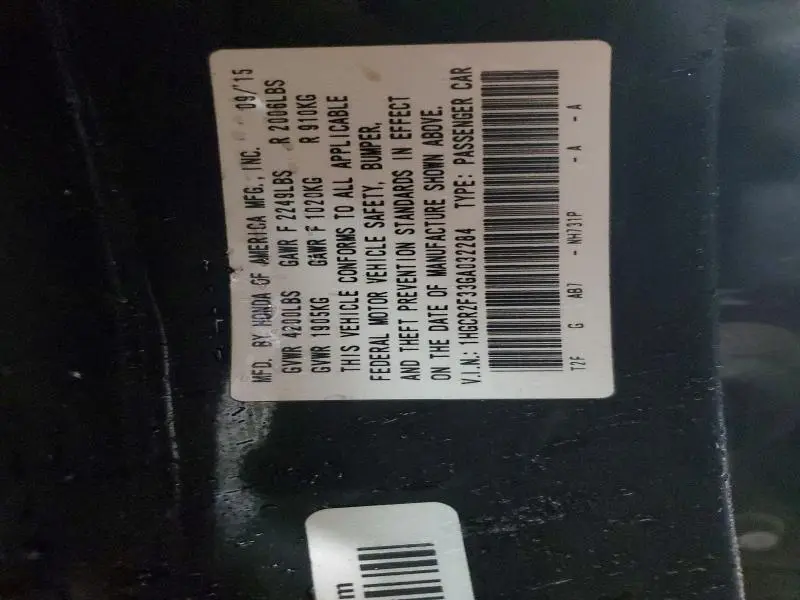 MFD. BY HONDA OF AMERICA MFG., INC. 09/'15
GVWR 4200LBS GAWR F 2249LBS R 2006LBS
GVWR 1905KG GAWR F 1020KG R 910KG
THIS VEHICLE CONFORMS TO ALL APPLICABLE
FEDERAL MOTOR VEHICLE SAFETY, BUMPER,
AND THEFT PREVENTION STANDARDS IN EFFECT
ON THE DATE OF MANUFACTURE SHOWN ABOVE.
V.I.N.: 1HGCR2F33GA032284 TYPE: PASSENGER CAR
T2F G AB7 - NH731P - A - A